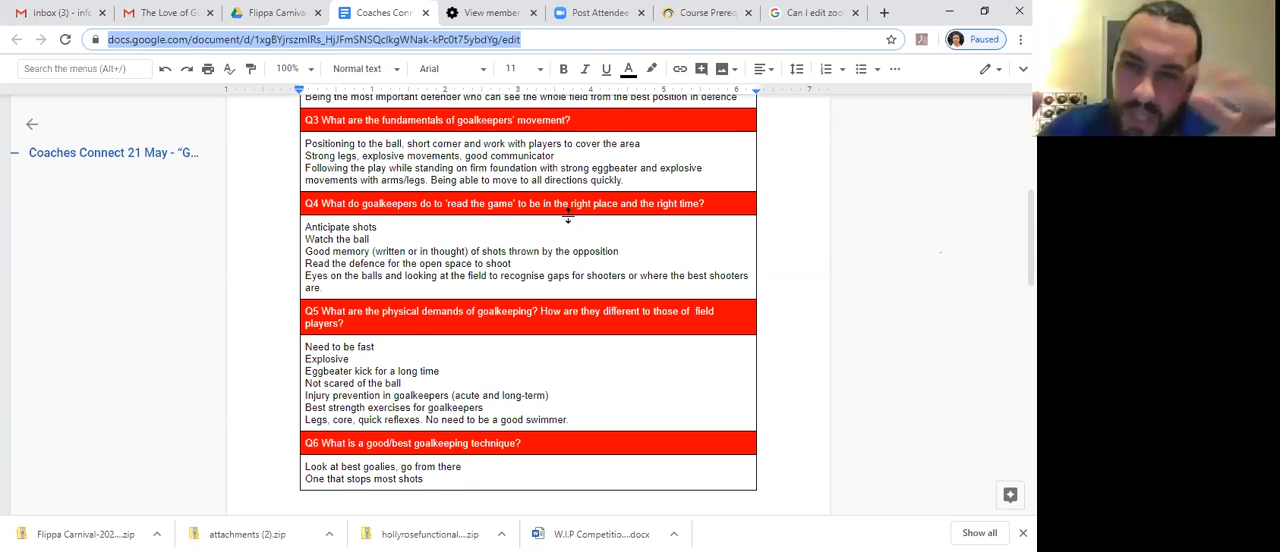 Inbox (3) - info
The Love of G
Flippa Carniva
Coaches Conn
View membe
Post Attendee
Course Prereq
Can I edit zoo
docs.google.com/document/d/1xgBYjrszmIRs_HjJFmSNSQcIkgWNak-kPc0t75ybdYg/edit
Paused
Search the menus (Alt+/)
100%
Normal text
Arial
11
1 1 2 3 4 5 6 7
Being the most important defender who can see the whole field from the best position in defence
Q3 What are the fundamentals of goalkeepers' movement?
Coaches Connect 21 May - “G...
Positioning to the ball, short corner and work with players to cover the area
Strong legs, explosive movements, good communicator
Following the play while standing on firm foundation with strong eggbeater and explosive
movements with arms/legs. Being able to move to all directions quickly.
Q4 What do goalkeepers do to 'read the game' to be in the right place and the right time?
Anticipate shots
Watch the ball
Good memory (written or in thought) of shots thrown by the opposition
Read the defence for the open space to shoot
Eyes on the balls and looking at the field to recognise gaps for shooters or where the best shooters
are.
Q5 What are the physical demands of goalkeeping? How are they different to those of field
players?
Need to be fast
Explosive
Eggbeater kick for a long time
Not scared of the ball
Injury prevention in goalkeepers (acute and long-term)
Best strength exercises for goalkeepers
Legs, core, quick reflexes. No need to be a good swimmer.
Q6 What is a good/best goalkeeping technique?
Look at best goalies, go from there
One that stops most shots
Flippa Carnival-202....zip
attachments (2).zip
hollyrosefunctional....zip
W.I.P Competitio....docx
Show all